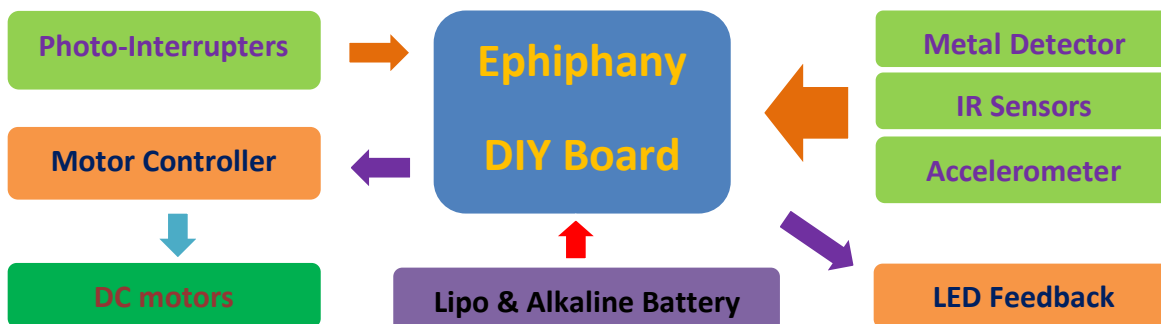 Photo-Interrupters
Motor Controller
DC motors
Ephiphany
DIY Board
Lipo & Alkaline Battery
Metal Detector
IR Sensors
Accelerometer
LED Feedback